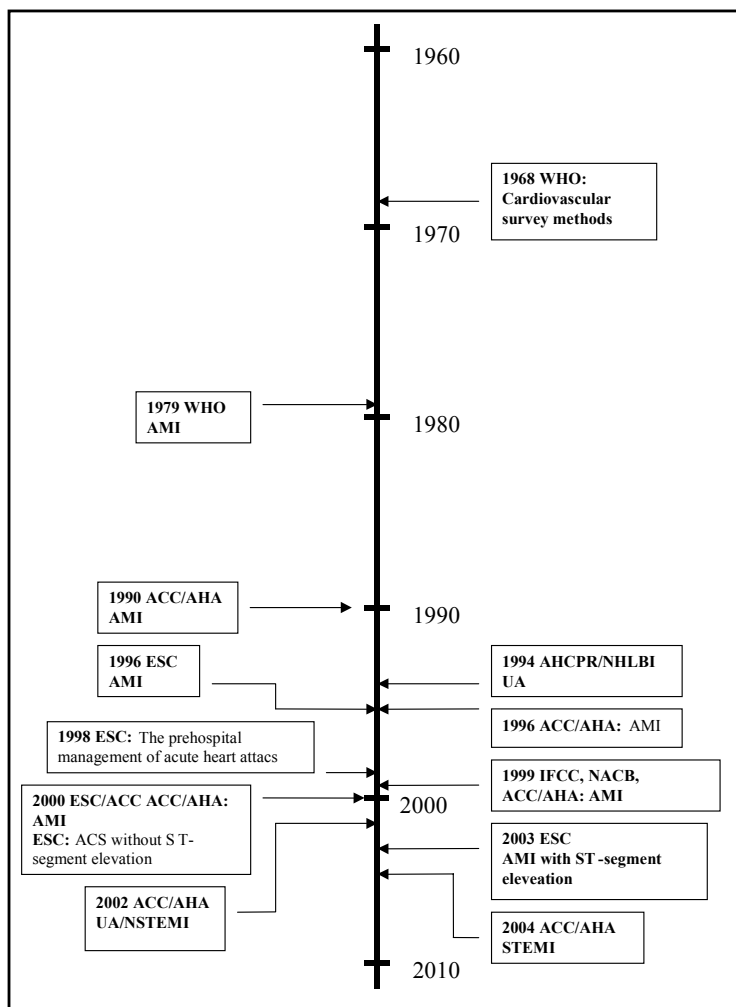 1960
1968 WHO:
Cardiovascular
survey methods
1970
1979 WHO
AMI
1980
1990 ACC/AHA
AMI
1990
1996 ESC
AMI
1994 AHCPR/NHLBI
UA
1996 ACC/AHA: AMI
1998 ESC: The prehospital
management of acute heart attacs
1999 IFCC, NACB,
ACC/AHA: AMI
2000 ESC/ACC ACC/AHA:
AMI
ESC: ACS without S T-
segment elevation
2000
2003 ESC
AMI with ST -segment
eleveation
2002 ACC/AHA
UA/NSTEMI
2004 ACC/AHA
STEMI
2010